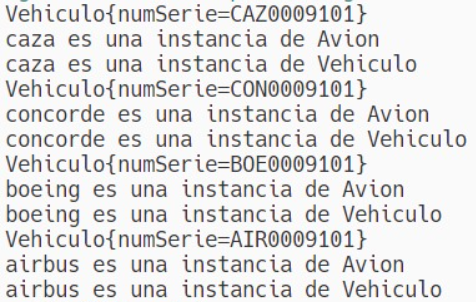 Vehiculo{numSerie=CAZ0009101}
caza es una instancia de Avion
caza es una instancia de Vehiculo
Vehiculo{numSerie=CON0009101}
concorde es una instancia de Avion
concorde es una instancia de Vehiculo
Vehiculo{numSerie=BOE0009101}
boeing es una instancia de Avion
boeing es una instancia de Vehiculo
Vehiculo{numSerie=AIR0009101}
airbus es una instancia de Avion
airbus es una instancia de Vehiculo